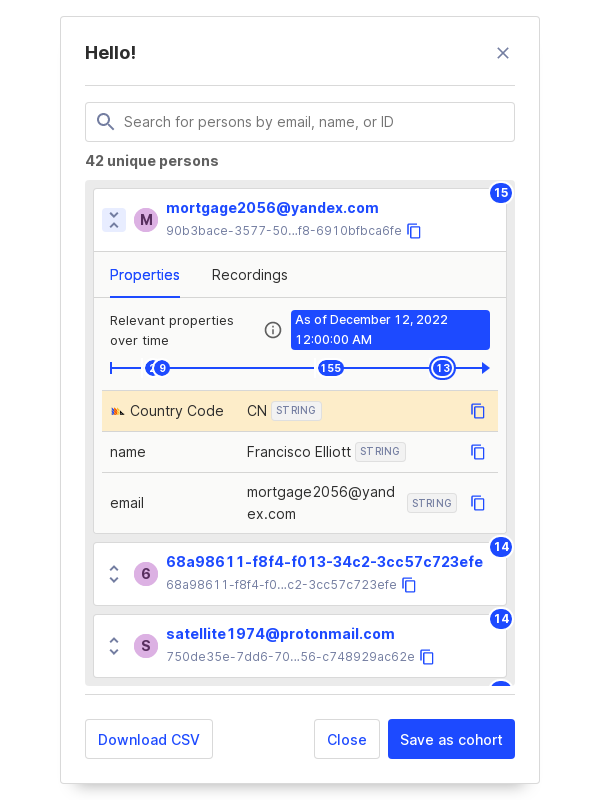 Hello!
Search for persons by email, name, or ID
42 unique persons
15
M
mortgage2056@yandex.com
90b3bace-3577-50...f8-6910bfbca6fe
Properties
Recordings
Relevant properties
over time
As of December 12, 2022
12:00:00 AM
9
155
13
Country Code
CN
STRING
name
Francisco Elliott
STRING
email
mortgage2056@yand
ex.com
STRING
14
6
68a98611-f8f4-f013-34c2-3cc57c723efe
68a98611-f8f4-f0...c2-3cc57c723efe
14
S
satellite1974@protonmail.com
750de35e-7dd6-70...56-c748929ac62e
Download CSV
Close
Save as cohort